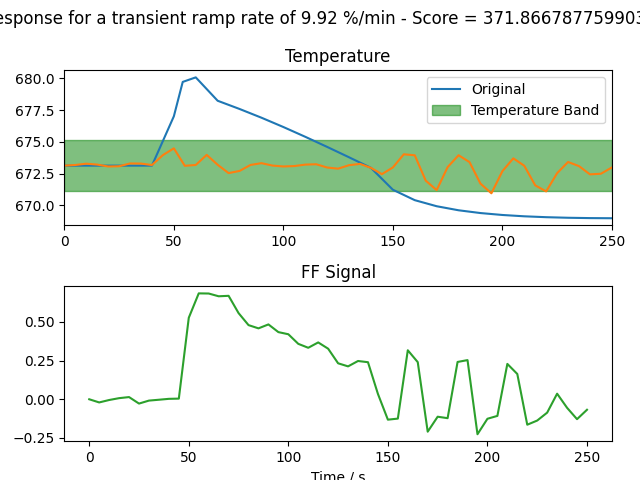 esponse for a transient ramp rate of 9.92 %/min - Score = 371.866787759903
Temperature
680.0
677.5
675.0
672.5
670.0
Original
Temperature Band
0 50 100 150 200 250
FF Signal
0.50
0.25
0.00
−0.25
0 50 100 150 200 250
Time / s